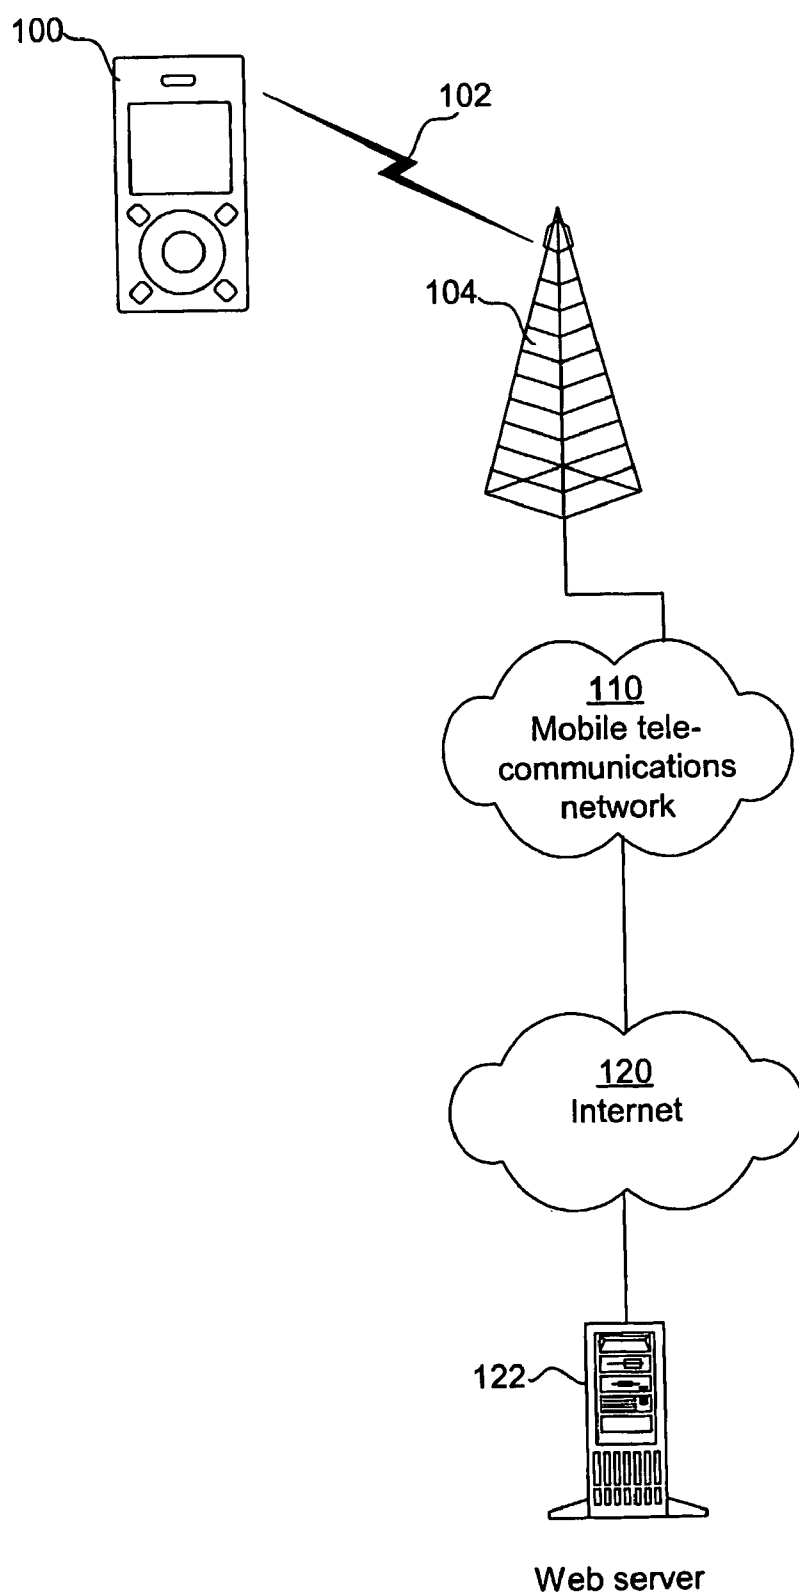 100
102
104
110
Mobile tele-
communications
network
120
Internet
122
Web server